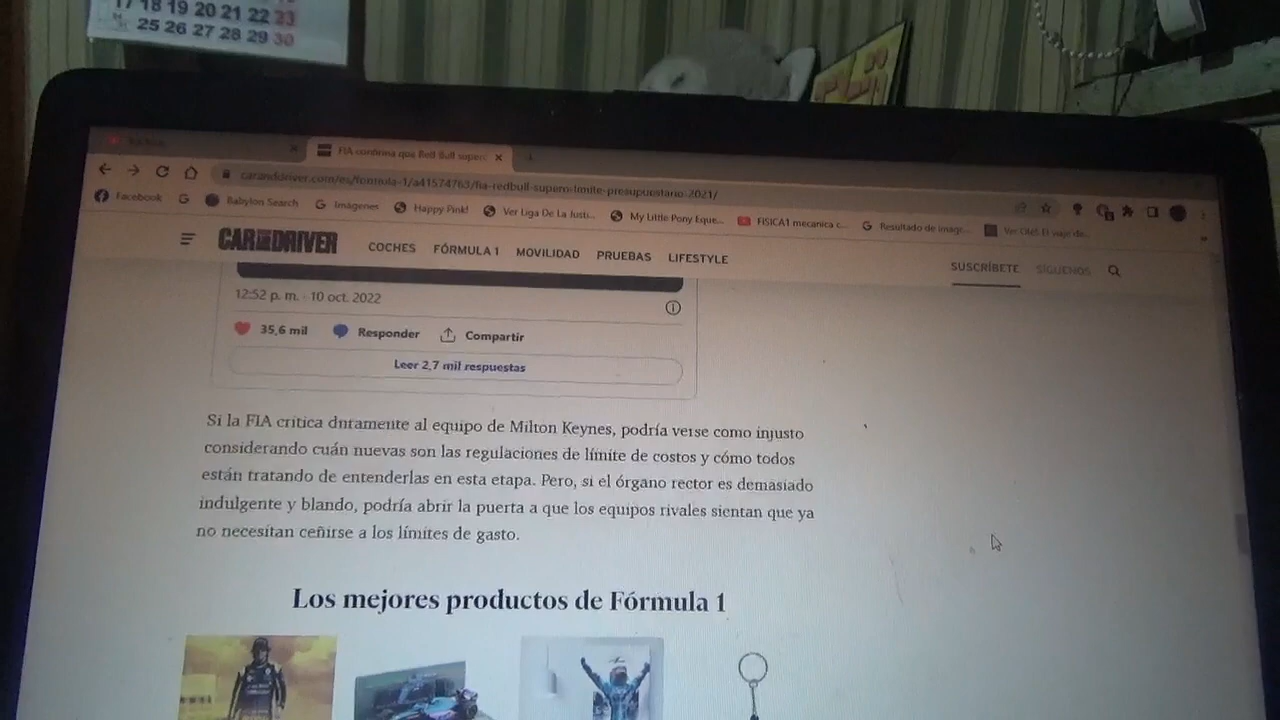 17 18 19 20 21 22 23
25 26 27 28 29 30
FIA confirma que Red Bull super
caranddriver.com/es/formula-1/a41574763/fia-redbull-supero-limite-presupuestario-2021/
Facebook Babylon Search Imágenes Happy Pink! Ver Liga De La Justi... My Little Pony Eque... FISICA1 mecanica c... Resultado de imag...
CAR AND DRIVER COCHES FÓRMULA 1 MOVILIDAD PRUEBAS LIFESTYLE SUSCRÍBETE SÍGUENOS
12:52 p. m. · 10 oct. 2022
35,6 mil Responder Compartir
Leer 2,7 mil respuestas
Si la FIA critica duramente al equipo de Milton Keynes, podría verse como injusto
considerando cuán nuevas son las regulaciones de límite de costos y cómo todos
están tratando de entenderlas en esta etapa. Pero, si el órgano rector es demasiado
indulgente y blando, podría abrir la puerta a que los equipos rivales sientan que ya
no necesitan ceñirse a los límites de gasto.
Los mejores productos de Fórmula 1